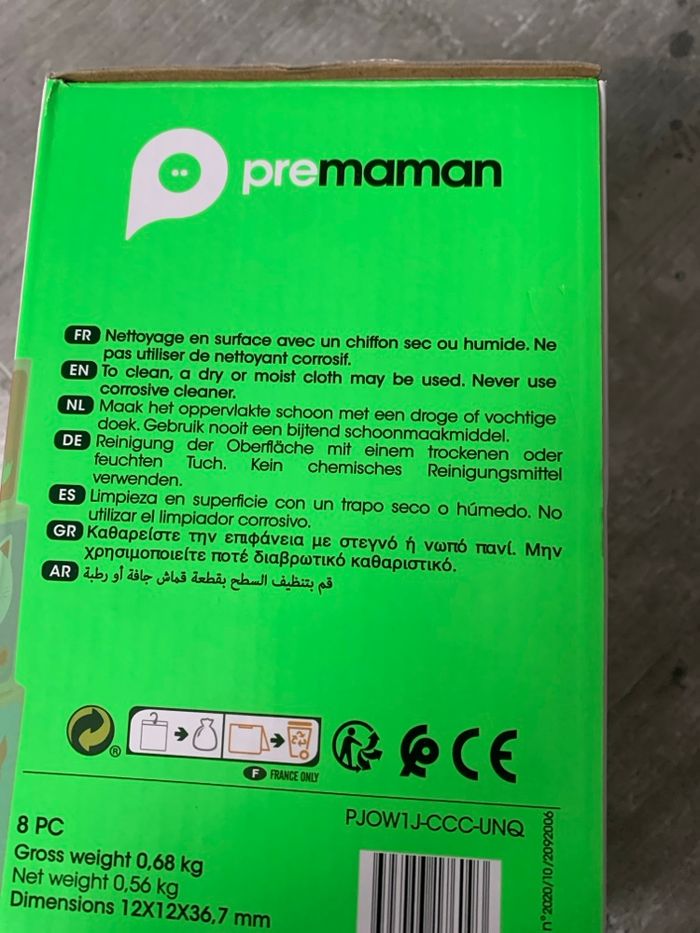 premaman
FR Nettoyage en surface avec un chiffon sec ou humide. Ne
pas utiliser de nettoyant corrosif.
EN To clean, a dry or moist cloth may be used. Never use
corrosive cleaner.
NL Maak het oppervlakte schoon met een droge of vochtige
doek. Gebruik nooit een bijtend schoonmaakmiddel.
DE Reinigung der Oberfläche mit einem trockenen oder
feuchten Tuch. Kein chemisches Reinigungsmittel
verwenden.
ES Limpieza en superficie con un trapo seco o húmedo. No
utilizar el limpiador corrosivo.
GR Καθαρείστε την επιφάνεια με στεγνό ή νωπό πανί. Μην
χρησιμοποιείτε ποτέ διαβρωτικό καθαριστικό.
AR قم بتنظيف السطح بقطعة قماش جافة أو رطبة
®
F FRANCE ONLY
CE
8 PC
PJOW1J-CCC-UNQ
Gross weight 0,68 kg
Net weight 0,56 kg
Dimensions 12X12X36,7 mm
n°2020/10/2092006